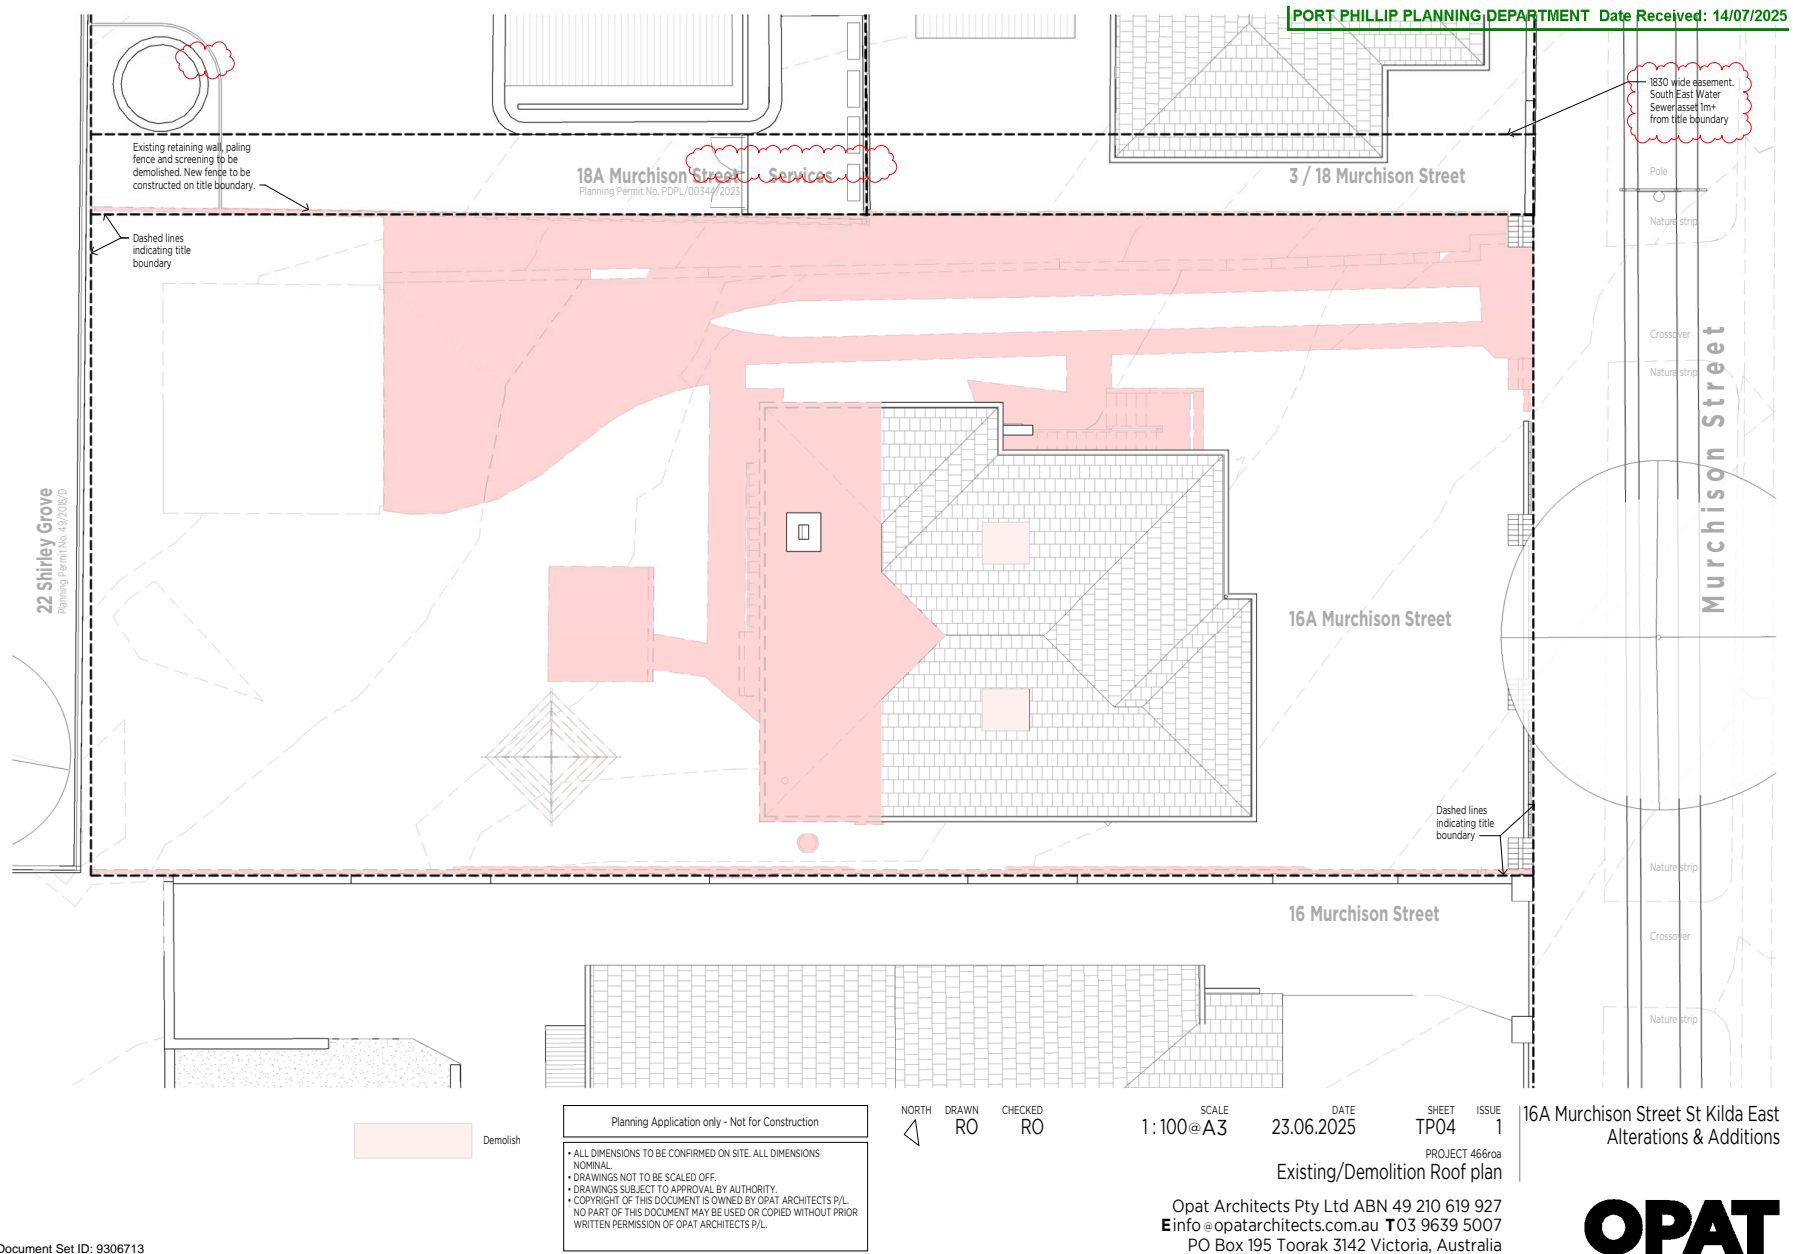 PORT PHILLIP PLANNING DEPARTMENT Date Received: 14/07/2025
1830 wide easement.
South East Water
Sewer asset 1m+
from title boundary
Existing retaining wall, paling
fence and screening to be
demolished. New fence to be
constructed on title boundary.
18A Murchison Street
Planning Permit No. PDPL/00344/2023
Services
3 / 18 Murchison Street
Pole
Nature strip
Dashed lines
indicating title
boundary
Crossover
Nature strip
Murchison Street
22 Shirley Grove
Planning Permit No. 49/2018/D
16A Murchison Street
Dashed lines
indicating title
boundary
Nature strip
16 Murchison Street
Crossover
Nature strip
Demolish
Planning Application only - Not for Construction
• ALL DIMENSIONS TO BE CONFIRMED ON SITE. ALL DIMENSIONS
NOMINAL.
• DRAWINGS NOT TO BE SCALED OFF.
• DRAWINGS SUBJECT TO APPROVAL BY AUTHORITY.
• COPYRIGHT OF THIS DOCUMENT IS OWNED BY OPAT ARCHITECTS P/L.
NO PART OF THIS DOCUMENT MAY BE USED OR COPIED WITHOUT PRIOR
WRITTEN PERMISSION OF OPAT ARCHITECTS P/L.
NORTH DRAWN CHECKED SCALE DATE SHEET ISSUE
RO RO 1:100@A3 23.06.2025 TP04 1
PROJECT 466roa
Existing/Demolition Roof plan
16A Murchison Street St Kilda East
Alterations & Additions
Opat Architects Pty Ltd ABN 49 210 619 927
E info@opatarchitects.com.au T 03 9639 5007
PO Box 195 Toorak 3142 Victoria, Australia
OPAT
Document Set ID: 9306713